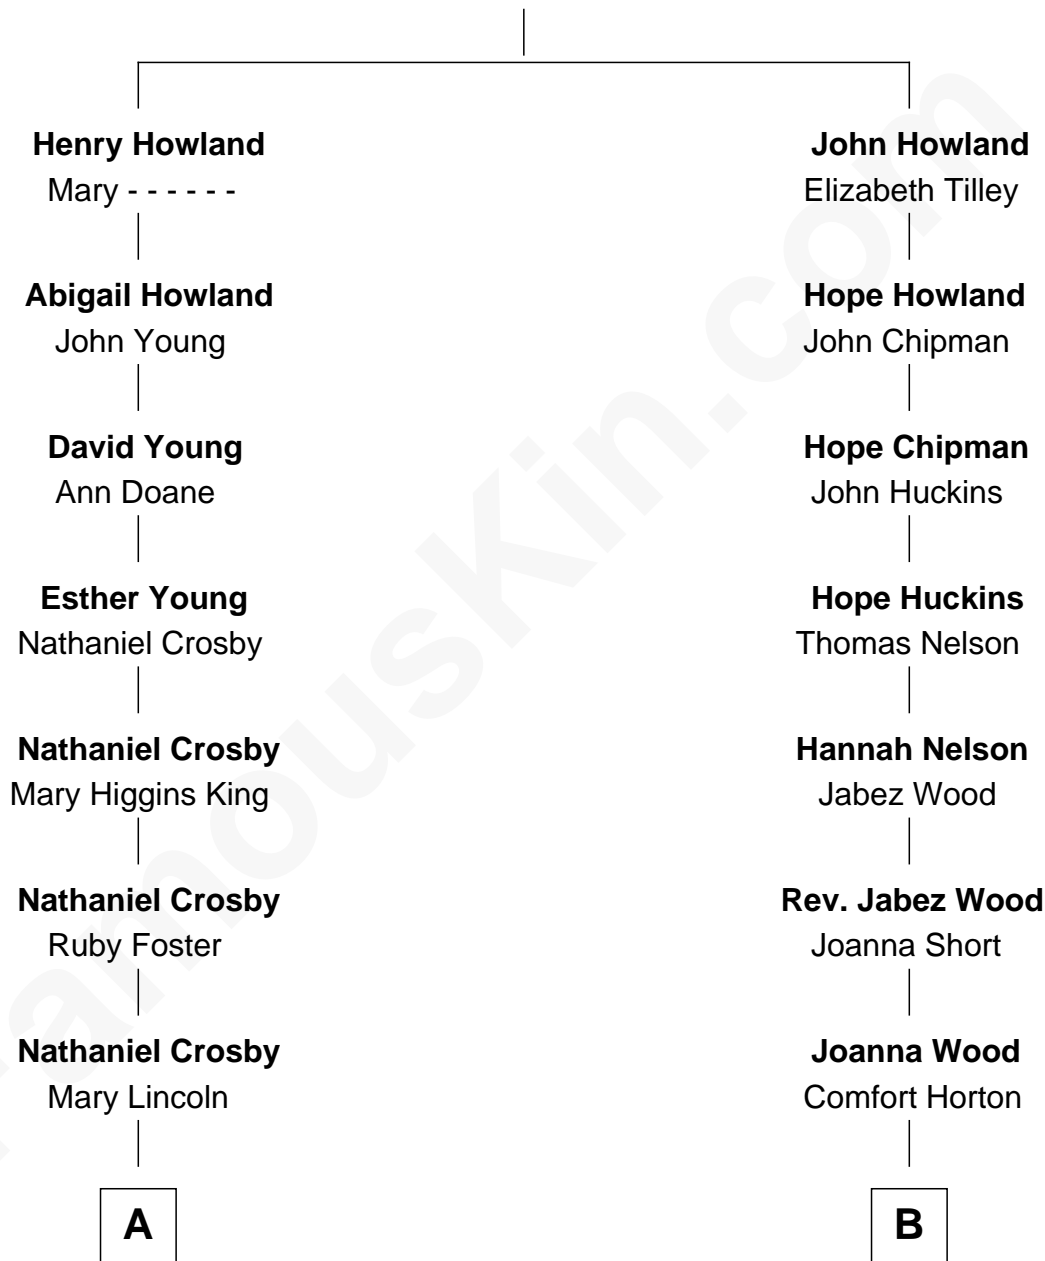 Henry Howland
Mary - - - - - -
Abigail Howland
John Young
David Young
Ann Doane
Esther Young
Nathaniel Crosby
Nathaniel Crosby
Mary Higgins King
Nathaniel Crosby
Ruby Foster
Nathaniel Crosby
Mary Lincoln
A
John Howland
Elizabeth Tilley
Hope Howland
John Chipman
Hope Chipman
John Huckins
Hope Huckins
Thomas Nelson
Hannah Nelson
Jabez Wood
Rev. Jabez Wood
Joanna Short
Joanna Wood
Comfort Horton
B
FamousKin.com